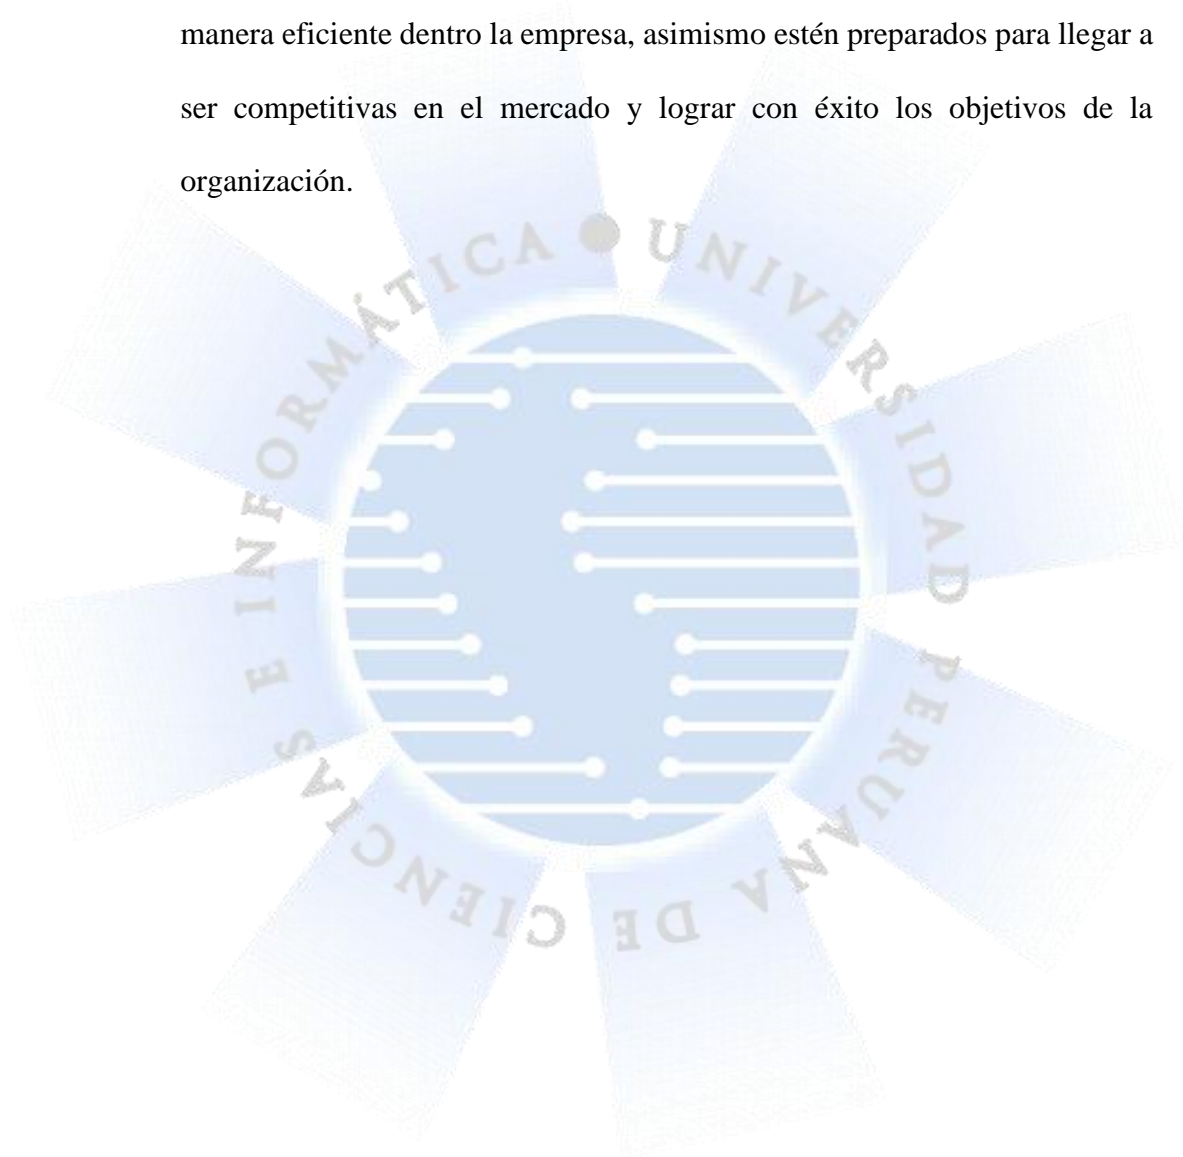 manera eficiente dentro la empresa, asimismo estén preparados para llegar a
ser competitivas en el mercado y lograr con éxito los objetivos de la
organización.
UNIVERSIDAD PERUANA DE CIENCIAS E INFORMÁTICA